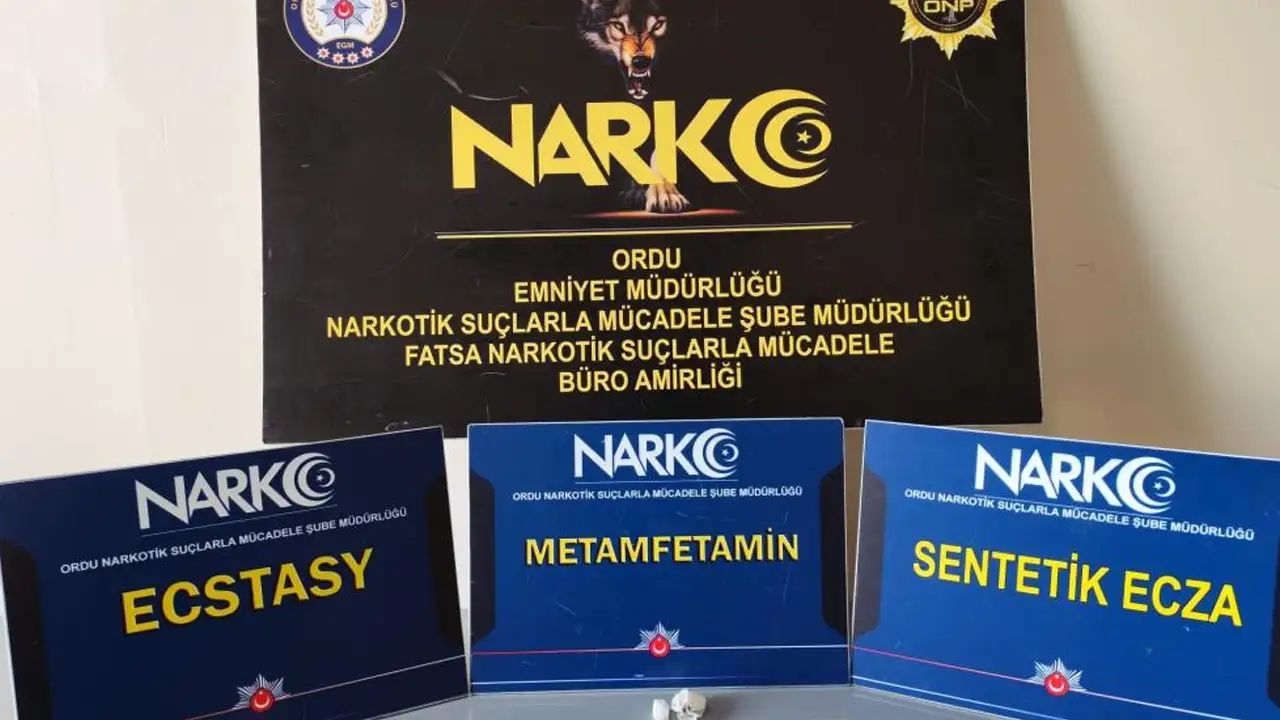 EGM
ONP
NARKO
ORDU
EMNİYET MÜDÜRLÜĞÜ
NARKOTİK SUÇLARLA MÜCADELE ŞUBE MÜDÜRLÜĞÜ
FATSA NARKOTİK SUÇLARLA MÜCADELE
BÜRO AMİRLİĞİ
NARKO
ORDU NARKOTİK SUÇLARLA MÜCADELE ŞUBE MÜDÜRLÜĞÜ
ECSTASY
NARKO
ORDU NARKOTİK SUÇLARLA MÜCADELE ŞUBE MÜDÜRLÜĞÜ
METAMFETAMİN
NARKO
ORDU NARKOTİK SUÇLARLA MÜCADELE ŞUBE MÜDÜRLÜĞÜ
SENTETİK ECZA